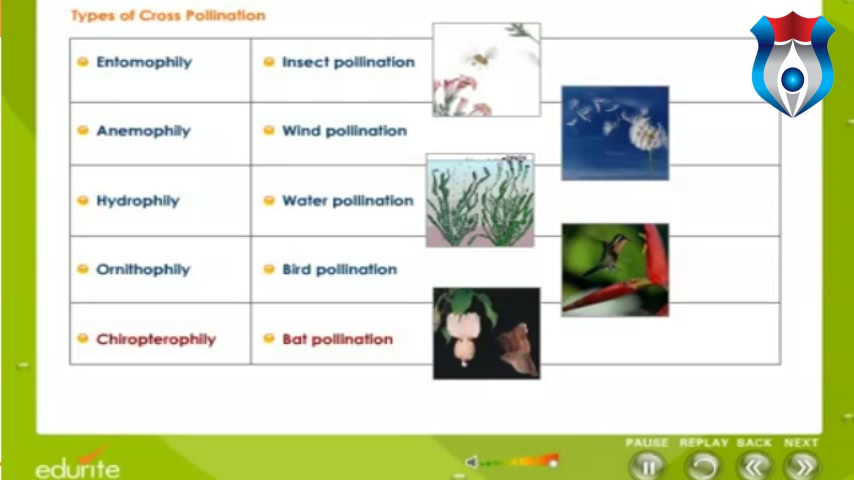 Types of Cross Pollination
Entomophily
Insect pollination
Anemophily
Wind pollination
Hydrophily
Water pollination
Ornithophily
Bird pollination
Chiropterophily
Bat pollination
PAUSE REPLAY BACK NEXT
edurite